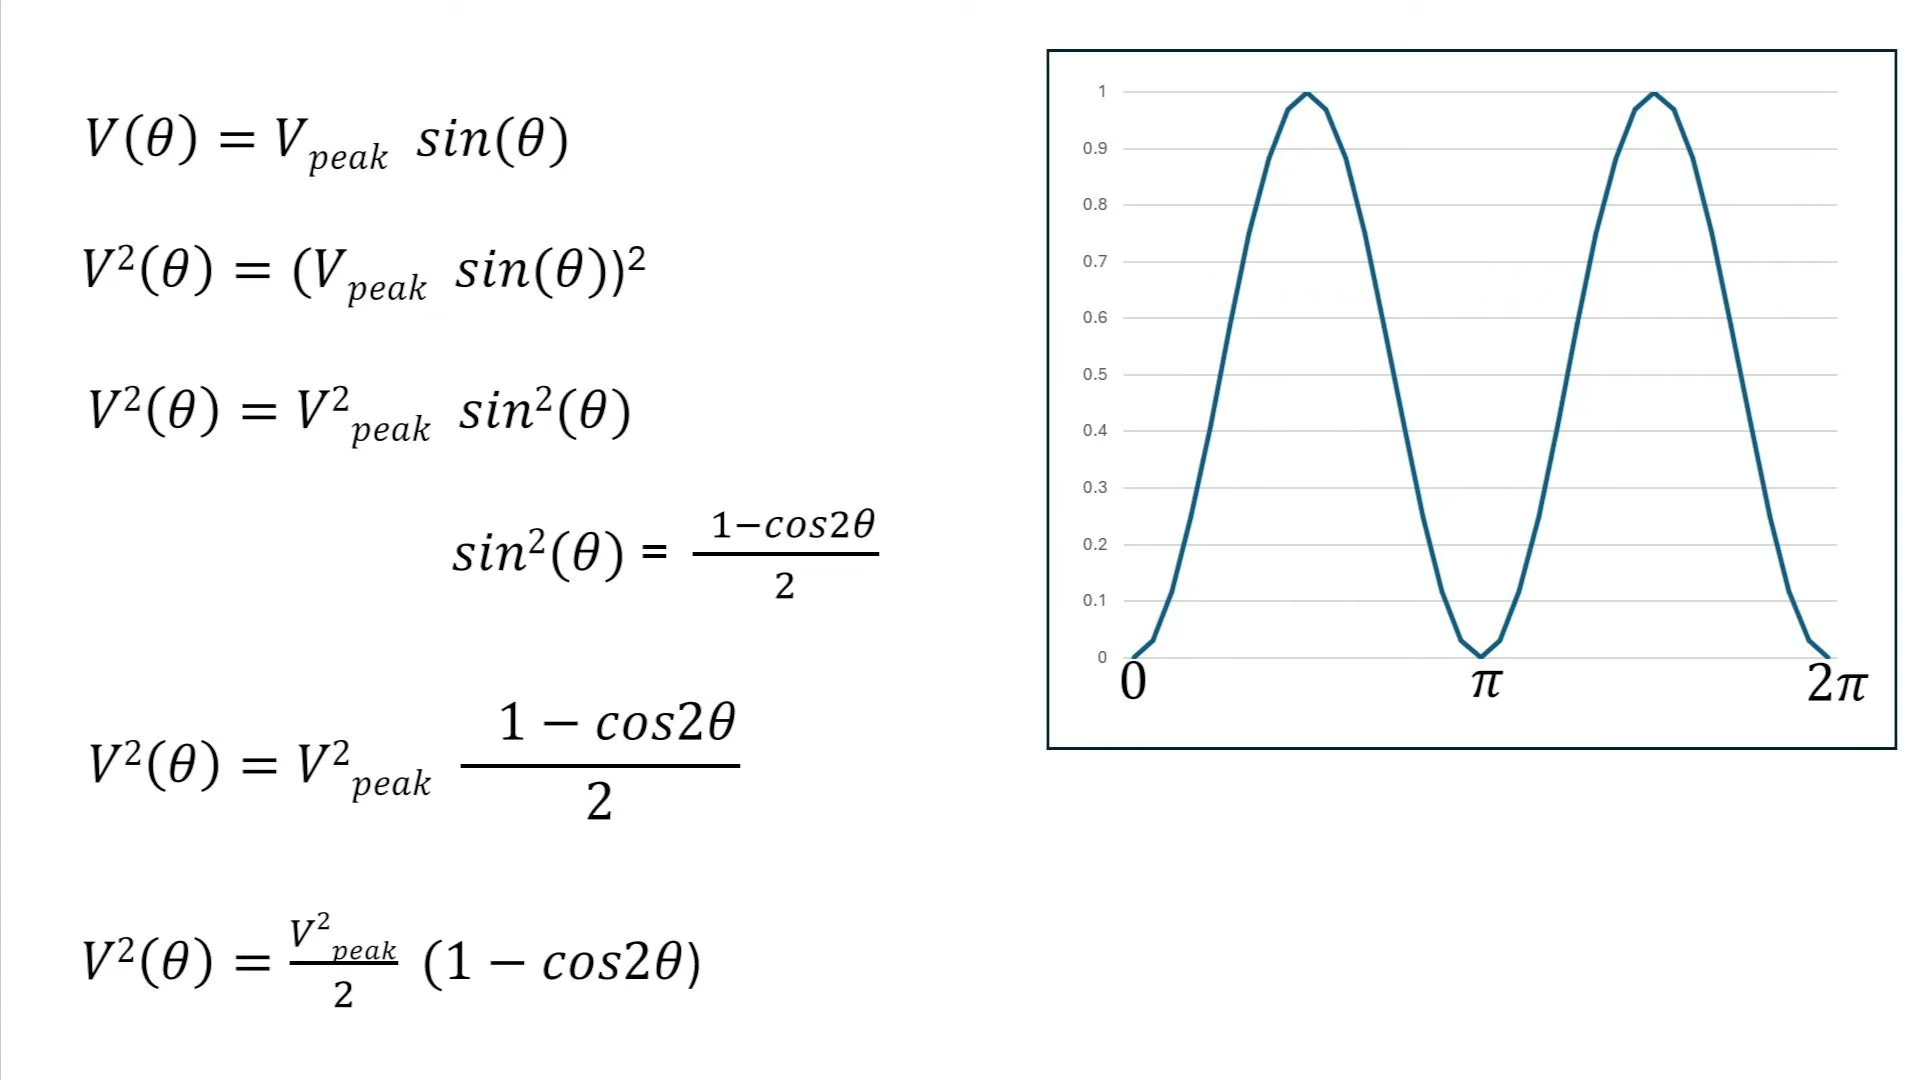 V(θ) = V_peak sin(θ)
V²(θ) = (V_peak sin(θ))²
V²(θ) = V²_peak sin²(θ)
sin²(θ) = (1−cos2θ)/2
V²(θ) = V²_peak (1 − cos2θ)/2
V²(θ) = V²_peak/2 (1 − cos2θ)
1
0.9
0.8
0.7
0.6
0.5
0.4
0.3
0.2
0.1
0
0 π 2π